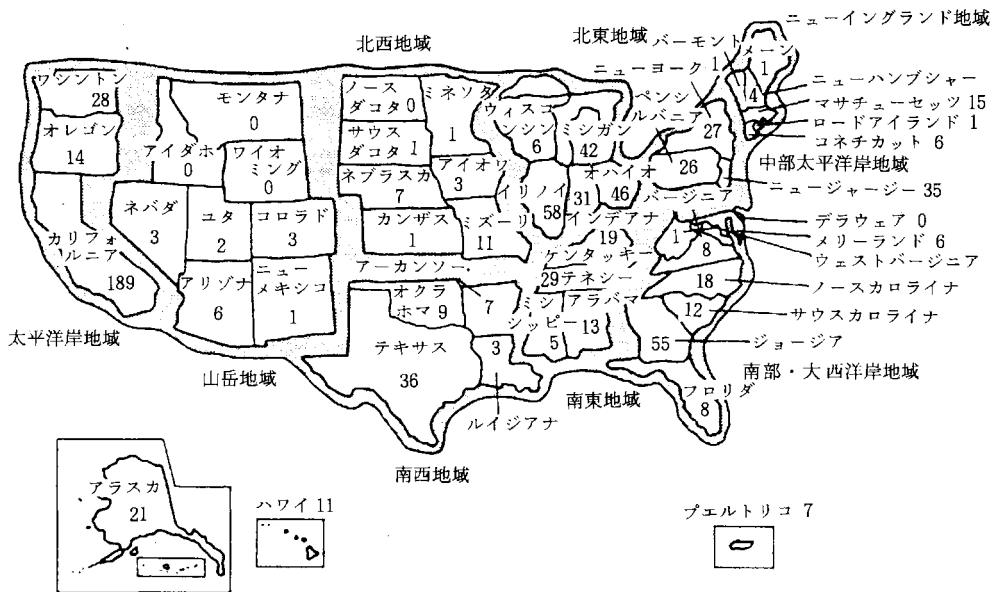 ニューイングランド地域
北西地域
北東地域
バーモント
1
メーン
1
ニューヨーク
27
4
ニューハンプシャー
マサチューセッツ 15
ロードアイランド 1
コネチカット 6
ワシントン
28
モンタナ
0
ノース
ダコタ 0
ミネソタ
1
ウィスコ
ンシン
6
ミシガン
42
ペンシ
ルバニア
26
中部太平洋岸地域
ニュージャージー 35
オレゴン
14
アイダホ
0
ワイオ
ミング
0
サウス
ダコタ 1
アイオワ
3
イリノイ
58
31
インデアナ
オハイオ
46
バージニア
8
デラウェア 0
メリーランド 6
ウェストバージニア
1
ネブラスカ
7
ネバダ
3
ユタ
2
コロラド
3
カンザス
1
ミズーリ
11
19
ケンタッキー
ノースカロライナ
18
カリフォ
ルニア
189
アリゾナ
6
ニュー
メキシコ
1
アーカンソー
7
オクラ
ホマ 9
29 テネシー
サウスカロライナ
12
ミシ
シッピー
5
アラバマ
13
55
ジョージア
太平洋岸地域
山岳地域
テキサス
36
3
ルイジアナ
南東地域
フロリダ
8
南部・大西洋岸地域
南西地域
アラスカ
21
ハワイ 11
プエルトリコ 7